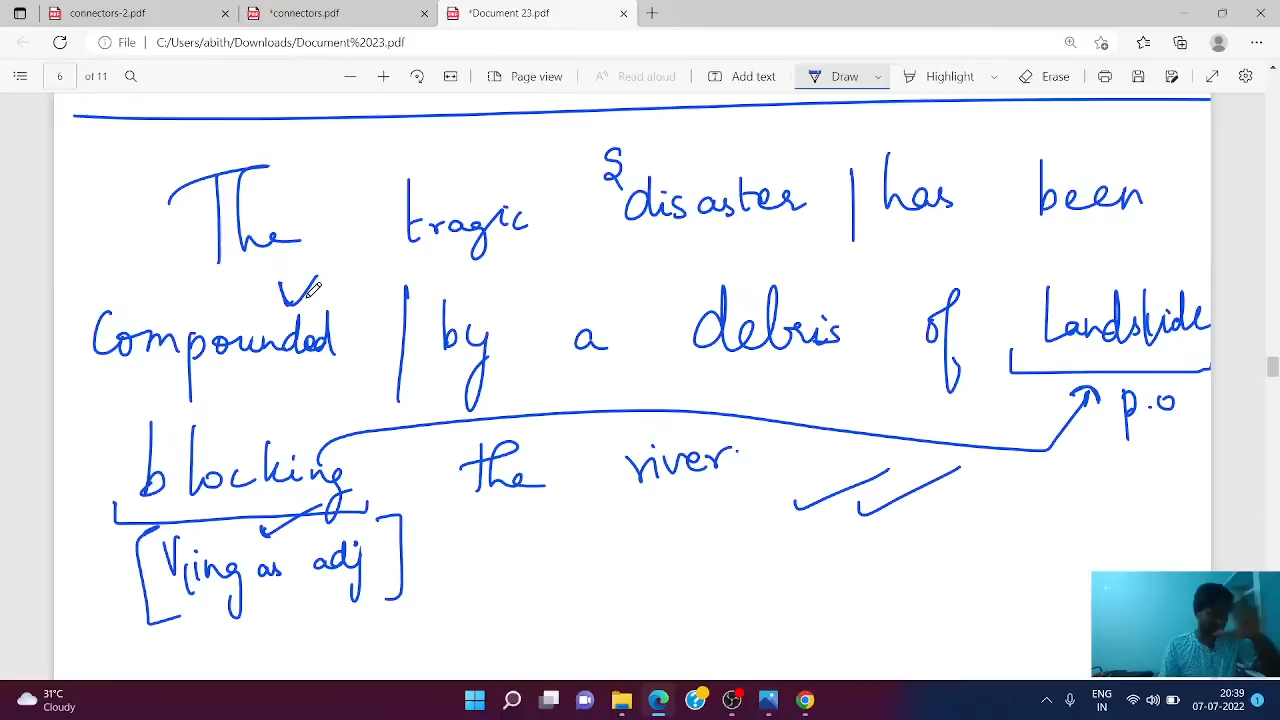 connectors-2.pdf *connectors.pdf *Document 23.pdf
File C:/Users/abith/Downloads/Document%2023.pdf
6 of 11 Page view Read aloud Add text Draw Highlight Erase
The tragic S disaster | has been
compounded | by a debris of Landslide
p.o
blocking the river.
[V1ing as adj]
31°C ENG 20:39
Cloudy IN 07-07-2022